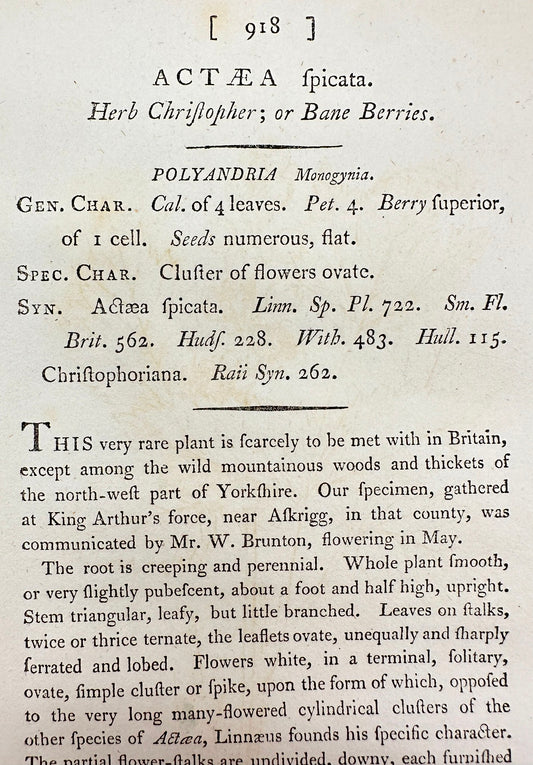 [ 918 ]
ACTÆA ſpicata.
Herb Chriſtopher; or Bane Berries.
POLYANDRIA Monogynia.
GEN. CHAR. Cal. of 4 leaves. Pet. 4. Berry ſuperior,
of 1 cell. Seeds numerous, flat.
SPEC. CHAR. Cluſter of flowers ovate.
SYN. Actæa ſpicata. Linn. Sp. Pl. 722. Sm. Fl.
Brit. 562. Hudſ. 228. With. 483. Hull. 115.
Chriſtophoriana. Raii Syn. 262.
THIS very rare plant is ſcarcely to be met with in Britain,
except among the wild mountainous woods and thickets of
the north-weſt part of Yorkſhire. Our ſpecimen, gathered
at King Arthur's force, near Aſkrigg, in that county, was
communicated by Mr. W. Brunton, flowering in May.
The root is creeping and perennial. Whole plant ſmooth,
or very ſlightly pubeſcent, about a foot and half high, upright.
Stem triangular, leafy, but little branched. Leaves on ſtalks,
twice or thrice ternate, the leaflets ovate, unequally and ſharply
ſerrated and lobed. Flowers white, in a terminal, ſolitary,
ovate, ſimple cluſter or ſpike, upon the form of which, oppoſed
to the very long many-flowered cylindrical cluſters of the
other ſpecies of Actæa, Linnæus founds his ſpecific character.
The partial flower-ſtalks are undivided, downy, each furniſhed